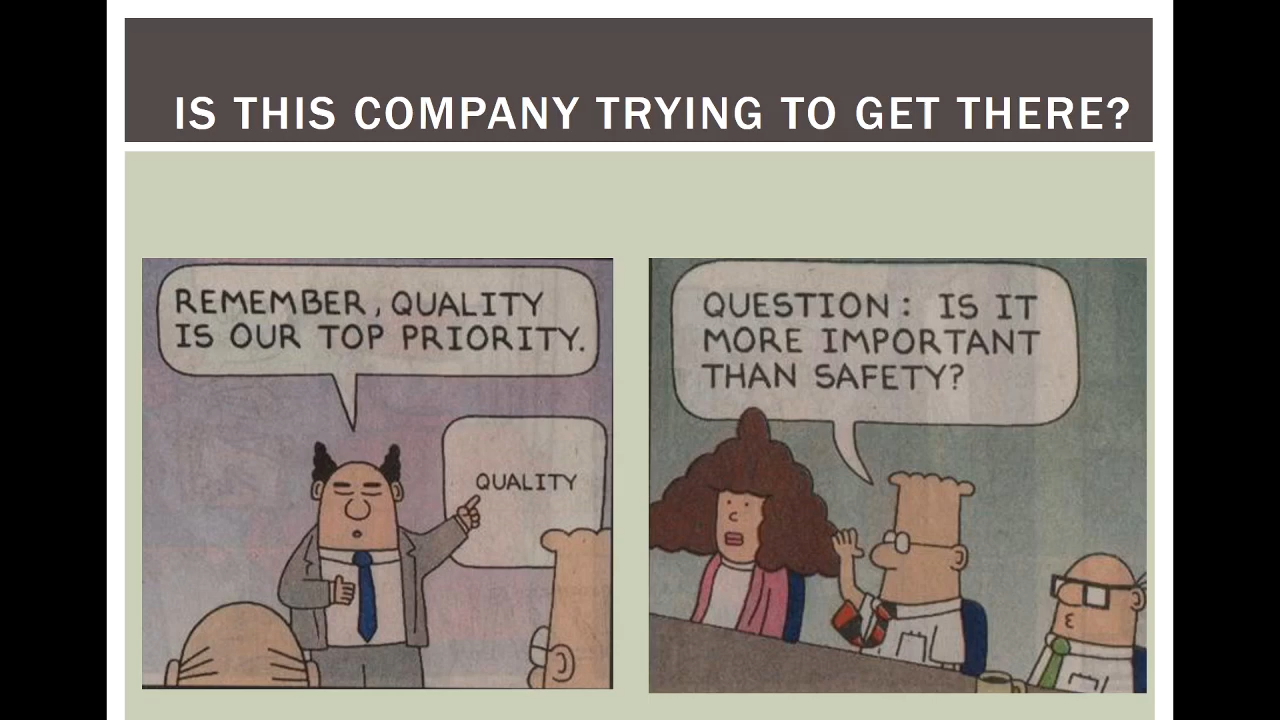 IS THIS COMPANY TRYING TO GET THERE?
REMEMBER, QUALITY
IS OUR TOP PRIORITY.
QUALITY
QUESTION: IS IT
MORE IMPORTANT
THAN SAFETY?